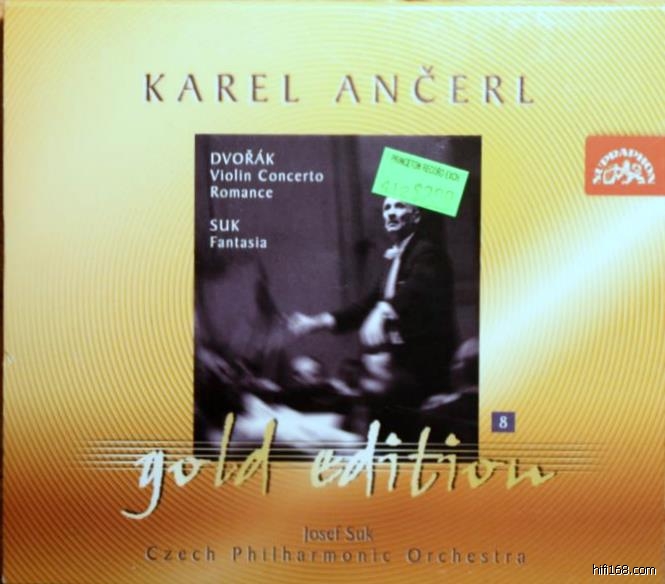 KAREL ANČERL
DVOŘÁK
Violin Concerto
Romance
SUK
Fantasia
PRINCETON RECORD EXCH
SUPRAPHON
8
gold edition
Josef Suk
Czech Philharmonic Orchestra
hifi168.com